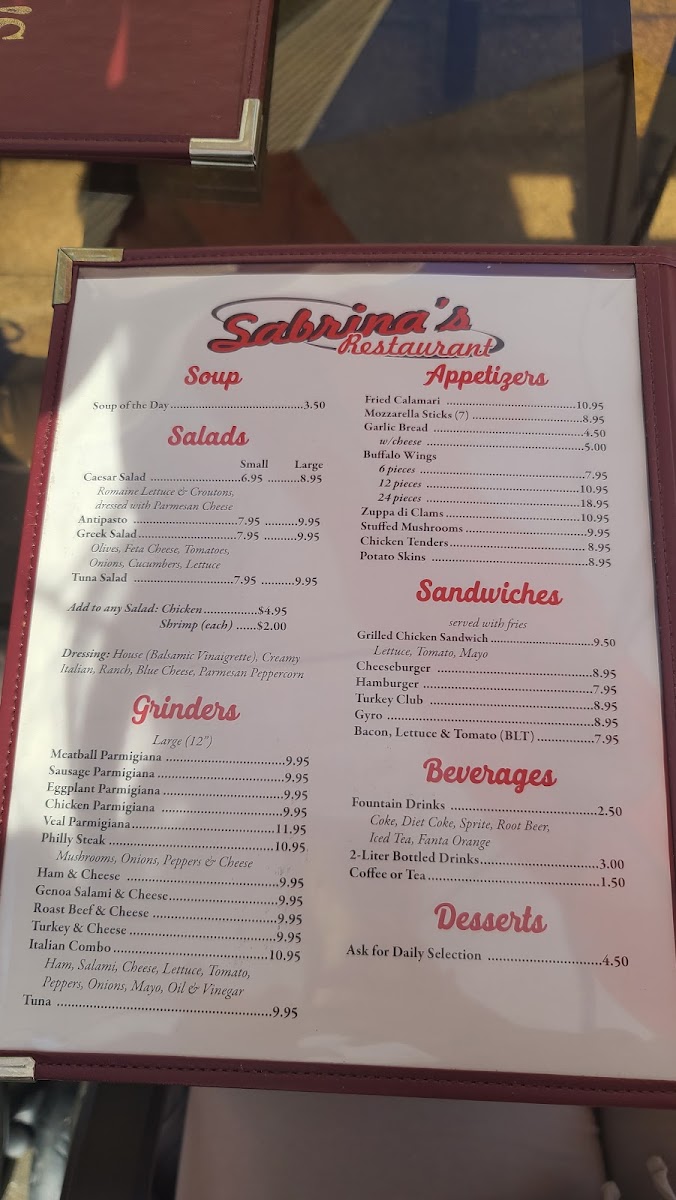 Sabrina's
Restaurant
Soup
Soup of the Day..........3.50
Salads
Small Large
Caesar Salad ..........6.95 ..........8.95
Romaine Lettuce & Croutons,
dressed with Parmesan Cheese
Antipasto ..........7.95 ..........9.95
Greek Salad..........7.95 ..........9.95
Olives, Feta Cheese, Tomatoes,
Onions, Cucumbers, Lettuce
Tuna Salad ..........7.95 ..........9.95
Add to any Salad: Chicken..........$4.95
Shrimp (each) ......$2.00
Dressing: House (Balsamic Vinaigrette), Creamy
Italian, Ranch, Blue Cheese, Parmesan Peppercorn
Grinders
Large (12")
Meatball Parmigiana ..........9.95
Sausage Parmigiana ..........9.95
Eggplant Parmigiana..........9.95
Chicken Parmigiana ..........9.95
Veal Parmigiana..........11.95
Philly Steak..........10.95
Mushrooms, Onions, Peppers & Cheese
Ham & Cheese ..........9.95
Genoa Salami & Cheese..........9.95
Roast Beef & Cheese ..........9.95
Turkey & Cheese ..........9.95
Italian Combo..........10.95
Ham, Salami, Cheese, Lettuce, Tomato,
Peppers, Onions, Mayo, Oil & Vinegar
Tuna ..........9.95
Appetizers
Fried Calamari ..........10.95
Mozzarella Sticks (7) ..........8.95
Garlic Bread ..........4.50
w/cheese ..........5.00
Buffalo Wings
6 pieces ..........7.95
12 pieces ..........10.95
24 pieces ..........18.95
Zuppa di Clams..........10.95
Stuffed Mushrooms ..........9.95
Chicken Tenders.......... 8.95
Potato Skins ..........8.95
Sandwiches
served with fries
Grilled Chicken Sandwich..........9.50
Lettuce, Tomato, Mayo
Cheeseburger ..........8.95
Hamburger ..........7.95
Turkey Club ..........8.95
Gyro ..........8.95
Bacon, Lettuce & Tomato (BLT)..........7.95
Beverages
Fountain Drinks ..........2.50
Coke, Diet Coke, Sprite, Root Beer,
Iced Tea, Fanta Orange
2-Liter Bottled Drinks..........3.00
Coffee or Tea..........1.50
Desserts
Ask for Daily Selection ..........4.50